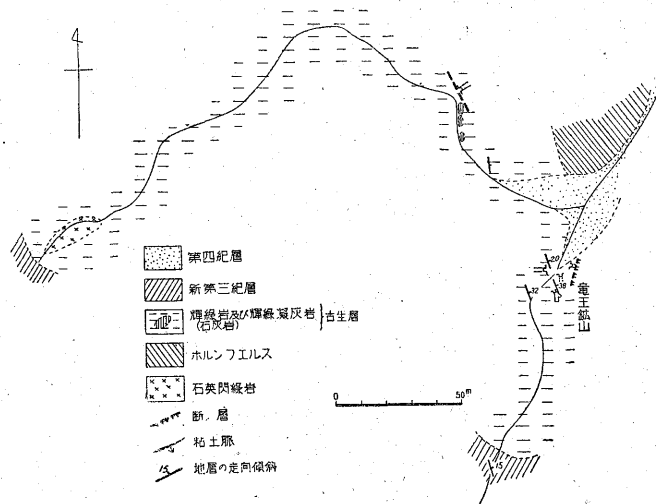 第四紀層
新第三紀層
輝緑岩及び輝緑凝灰岩
(石灰岩)
}古生層
ホルンフェルス
石英閃緑岩
断層
粘土脈
15 地層の走向傾斜
0 50m
20
38
32
竜王鉱山
15